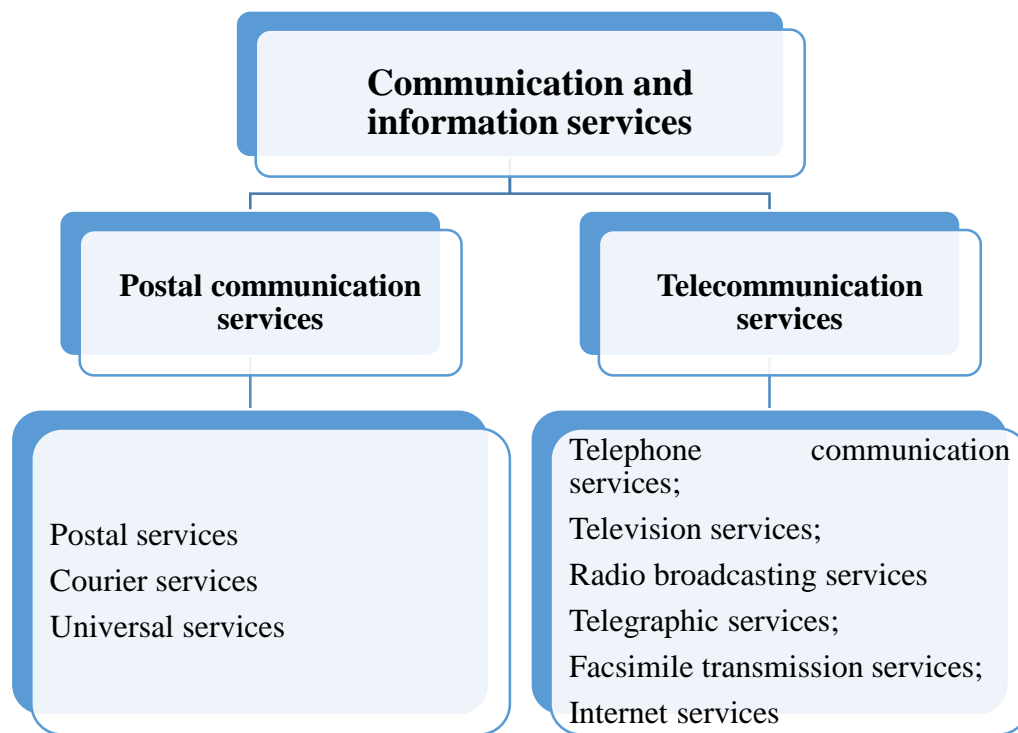 Communication and
information services
Postal communication
services
Telecommunication
services
Postal services
Courier services
Universal services
Telephone communication
services;
Television services;
Radio broadcasting services
Telegraphic services;
Facsimile transmission services;
Internet services